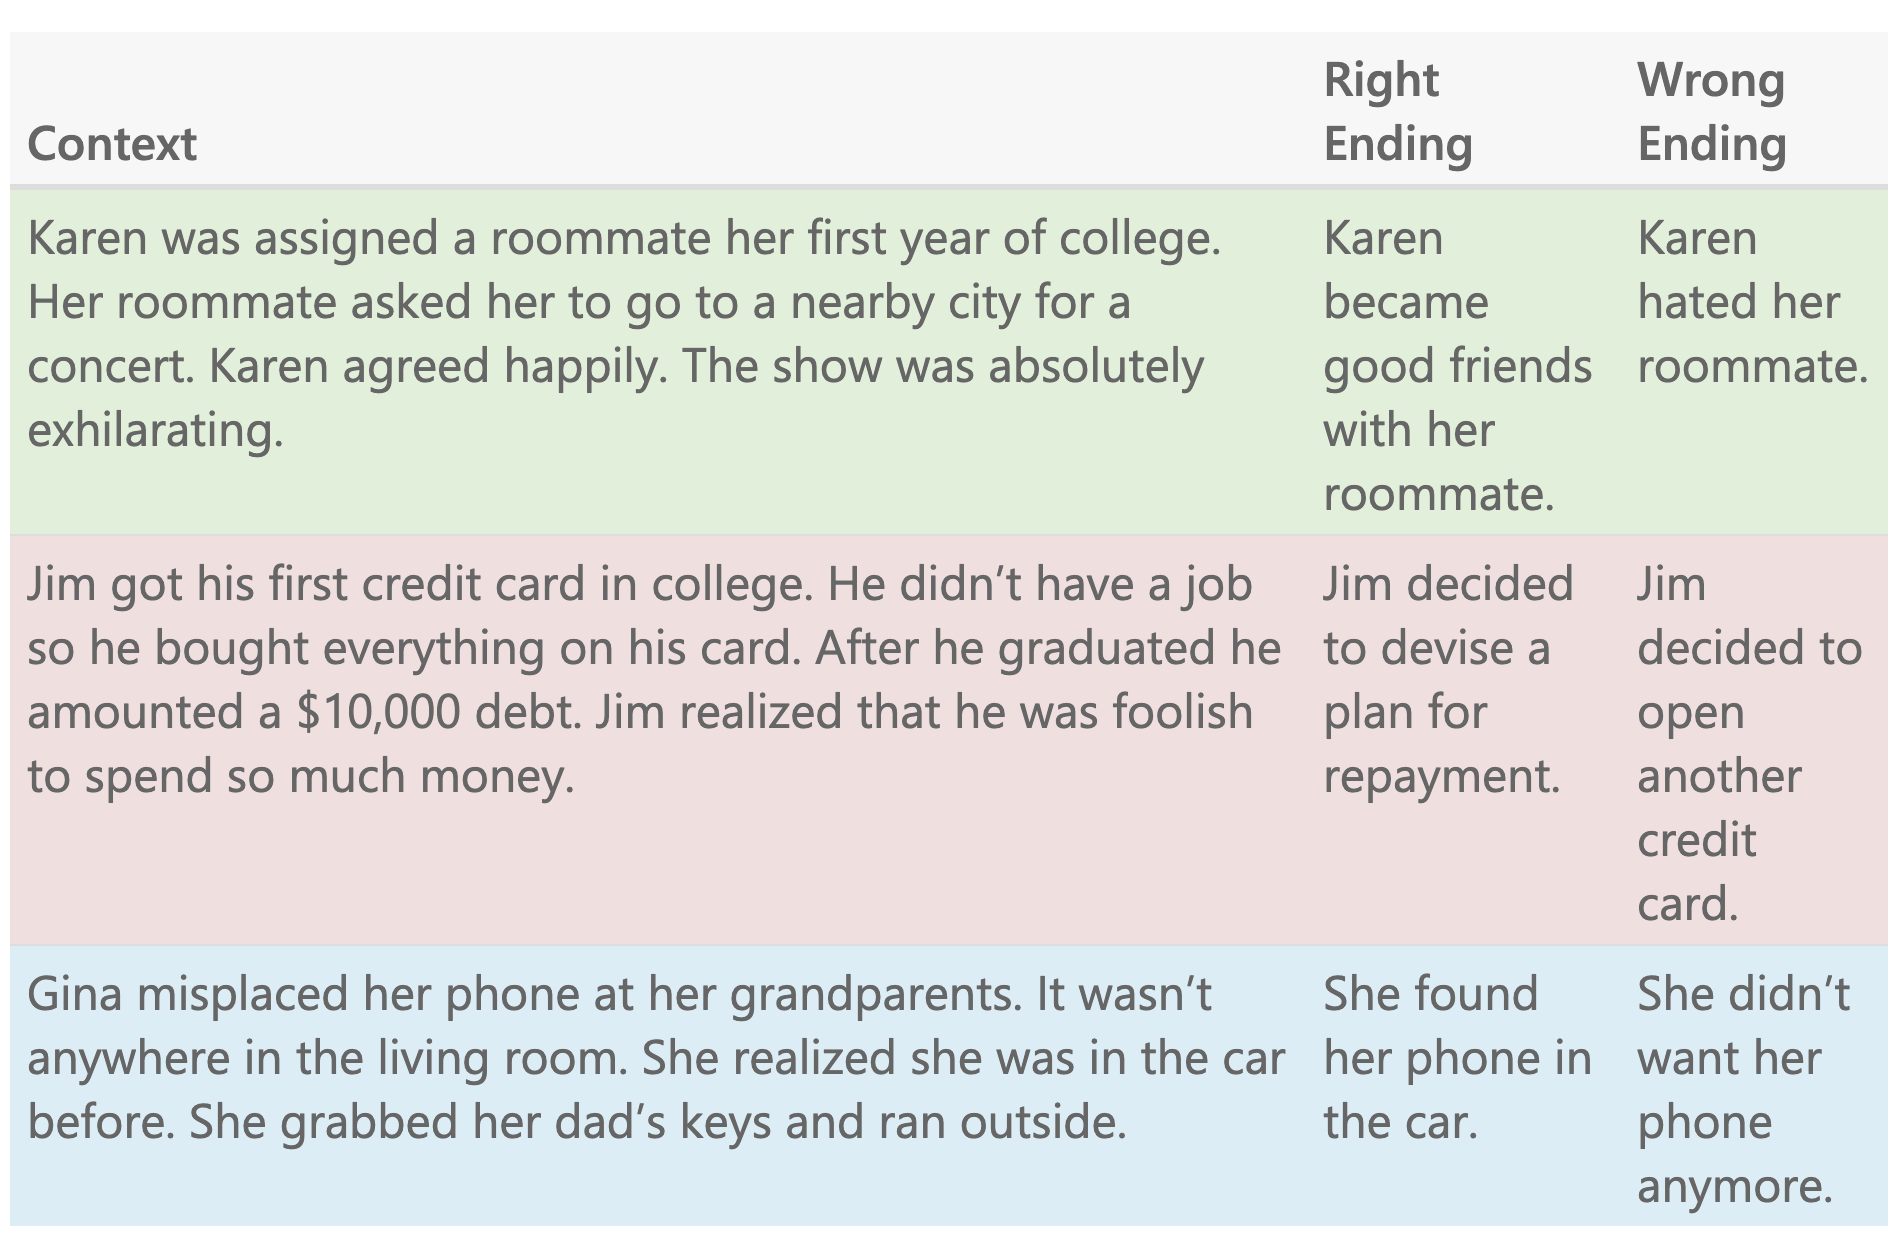 Context
Right
Ending
Wrong
Ending
Karen was assigned a roommate her first year of college.
Her roommate asked her to go to a nearby city for a
concert. Karen agreed happily. The show was absolutely
exhilarating.
Karen
became
good friends
with her
roommate.
Karen
hated her
roommate.
Jim got his first credit card in college. He didn’t have a job
so he bought everything on his card. After he graduated he
amounted a $10,000 debt. Jim realized that he was foolish
to spend so much money.
Jim decided
to devise a
plan for
repayment.
Jim
decided to
open
another
credit
card.
Gina misplaced her phone at her grandparents. It wasn’t
anywhere in the living room. She realized she was in the car
before. She grabbed her dad’s keys and ran outside.
She found
her phone in
the car.
She didn’t
want her
phone
anymore.